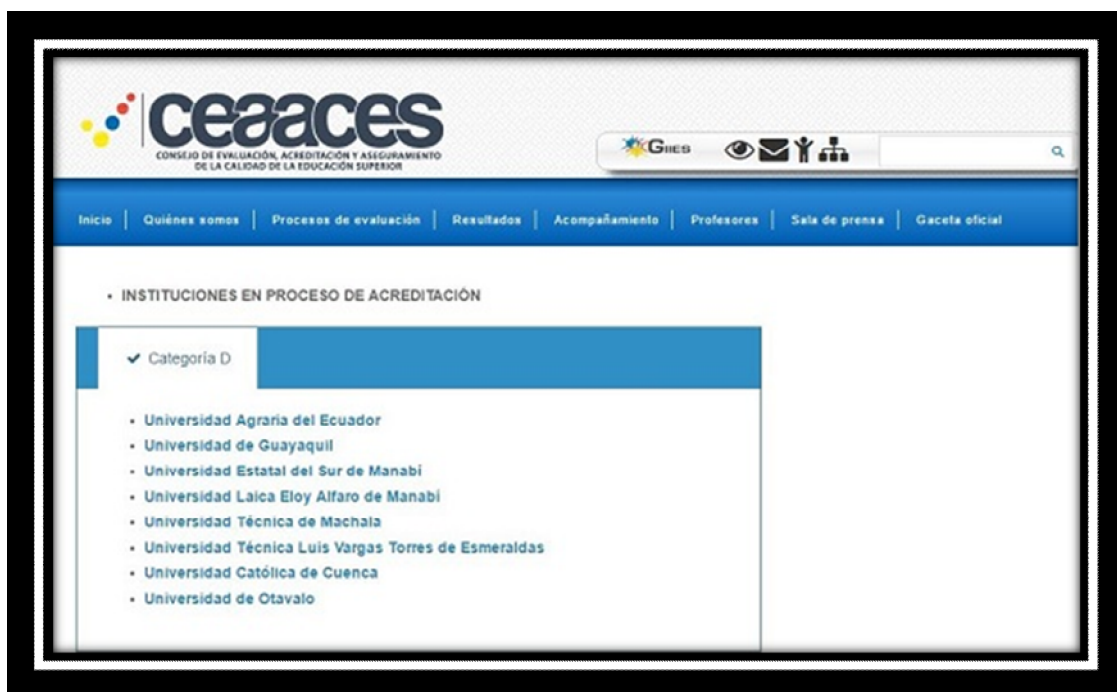 ceaaces
CONSEJO DE EVALUACIÓN, ACREDITACIÓN Y ASEGURAMIENTO
DE LA CALIDAD DE LA EDUCACIÓN SUPERIOR
GIIES
Inicio | Quiénes somos | Procesos de evaluación | Resultados | Acompañamiento | Profesores | Sala de prensa | Gaceta oficial
• INSTITUCIONES EN PROCESO DE ACREDITACIÓN
✔ Categoría D
• Universidad Agraria del Ecuador
• Universidad de Guayaquil
• Universidad Estatal del Sur de Manabí
• Universidad Laica Eloy Alfaro de Manabí
• Universidad Técnica de Machala
• Universidad Técnica Luis Vargas Torres de Esmeraldas
• Universidad Católica de Cuenca
• Universidad de Otavalo